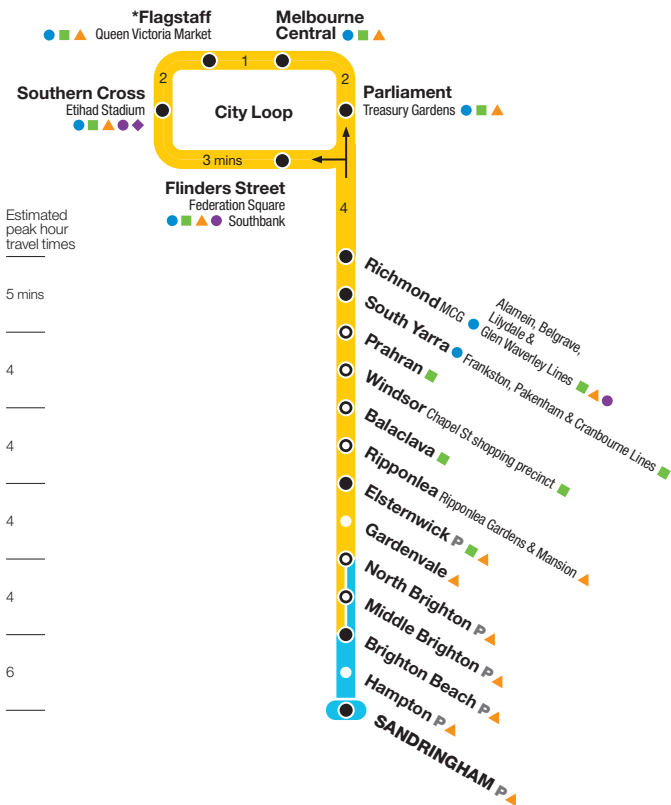 *Flagstaff
Queen Victoria Market
Melbourne
Central
2
1
2
Southern Cross
Etihad Stadium
City Loop
Parliament
Treasury Gardens
3 mins
Flinders Street
Federation Square
Southbank
4
Estimated
peak hour
travel times
5 mins
4
4
4
4
6
Richmond MCG
Alamein, Belgrave,
Lilydale &
Glen Waverley Lines
South Yarra Frankston, Pakenham & Cranbourne Lines
Prahran
Windsor Chapel St shopping precinct
Balaclava
Ripponlea Ripponlea Gardens & Mansion
Elsternwick P
Gardenvale
North Brighton P
Middle Brighton P
Brighton Beach P
Hampton P
SANDRINGHAM P